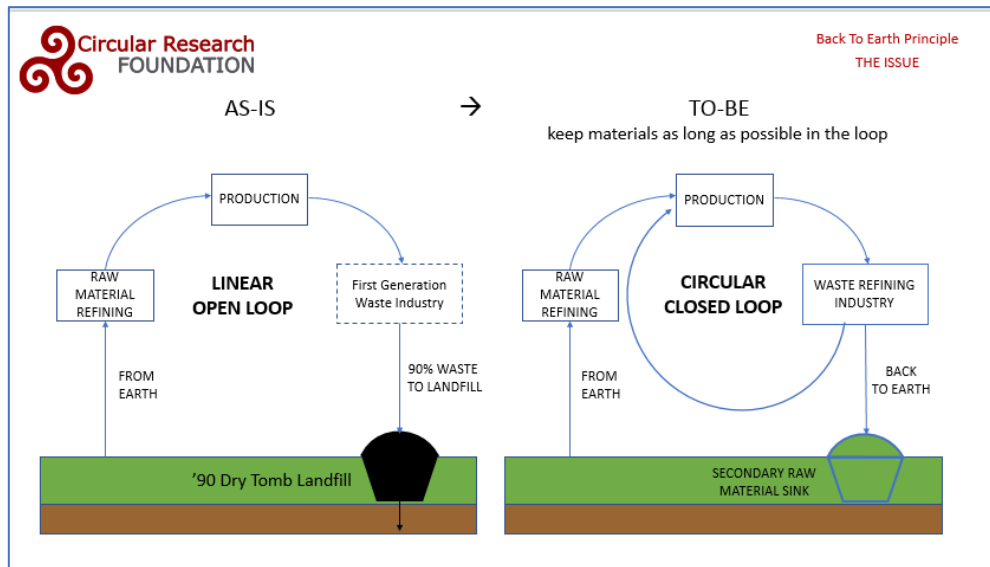 Circular Research
FOUNDATION
Back To Earth Principle
THE ISSUE
AS-IS
→
TO-BE
keep materials as long as possible in the loop
PRODUCTION
RAW
MATERIAL
REFINING
LINEAR
OPEN LOOP
First Generation
Waste Industry
FROM
EARTH
90% WASTE
TO LANDFILL
'90 Dry Tomb Landfill
PRODUCTION
RAW
MATERIAL
REFINING
CIRCULAR
CLOSED LOOP
WASTE REFINING
INDUSTRY
FROM
EARTH
BACK
TO EARTH
SECONDARY RAW
MATERIAL SINK